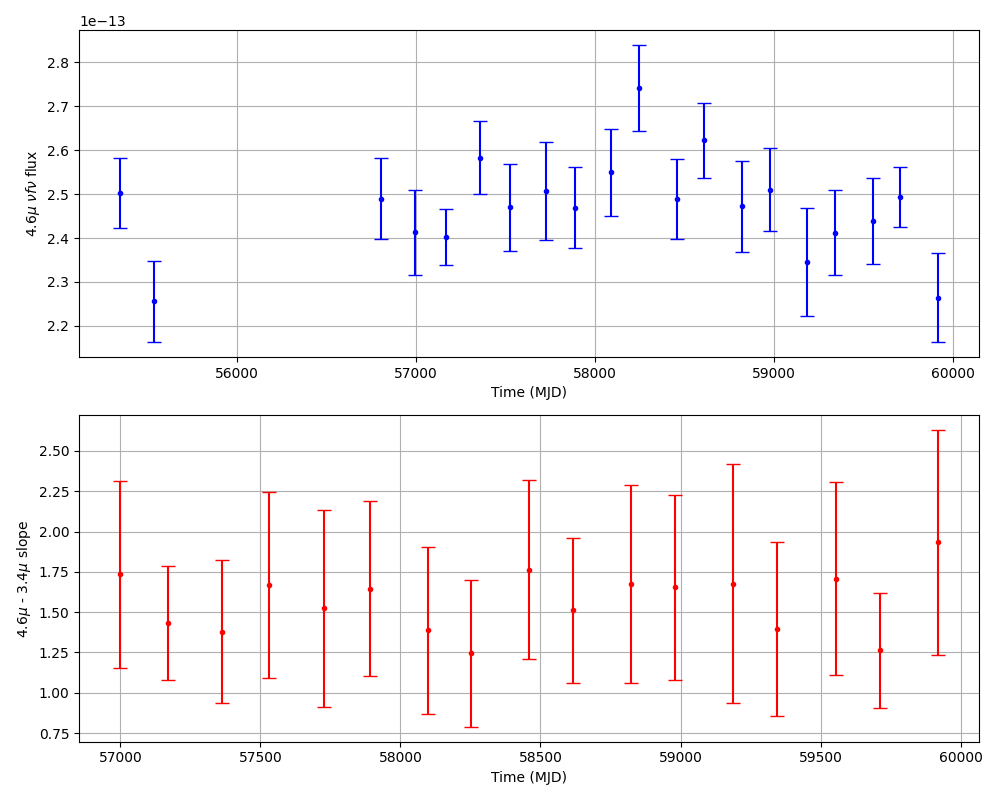 1e−13
2.8
2.7
2.6
2.5
2.4
2.3
2.2
4.6μ νfν flux
56000 57000 58000 59000 60000
Time (MJD)
2.50
2.25
2.00
1.75
1.50
1.25
1.00
0.75
4.6μ - 3.4μ slope
57000 57500 58000 58500 59000 59500 60000
Time (MJD)